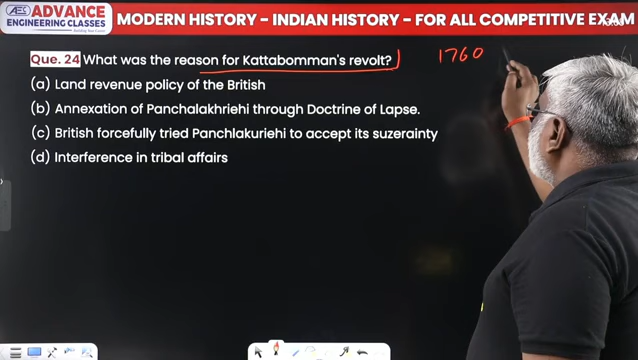 AEC ADVANCE
ENGINEERING CLASSES
MODERN HISTORY - INDIAN HISTORY - FOR ALL COMPETITIVE EXAM
Que. 24 What was the reason for Kattabomman's revolt?
1760
(a) Land revenue policy of the British
(b) Annexation of Panchalakhriehi through Doctrine of Lapse.
(c) British forcefully tried Panchlakuriehi to accept its suzerainty
(d) Interference in tribal affairs